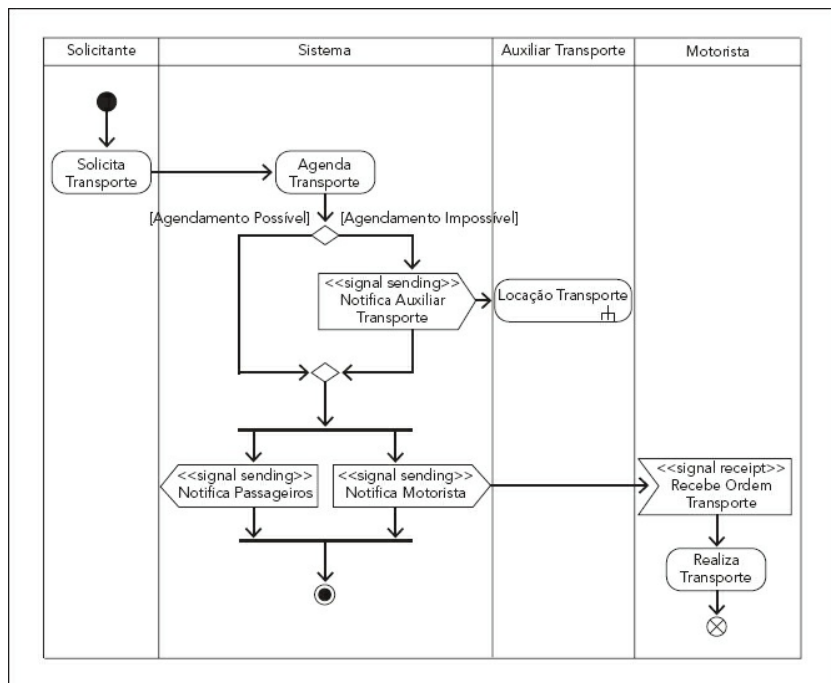 Solicitante
Sistema
Auxiliar Transporte
Motorista
Solicita
Transporte
Agenda
Transporte
[Agendamento Possível]
[Agendamento Impossível]
<<signal sending>>
Notifica Auxiliar
Transporte
Locação Transporte
<<signal sending>>
Notifica Passageiros
<<signal sending>>
Notifica Motorista
<<signal receipt>>
Recebe Ordem
Transporte
Realiza
Transporte